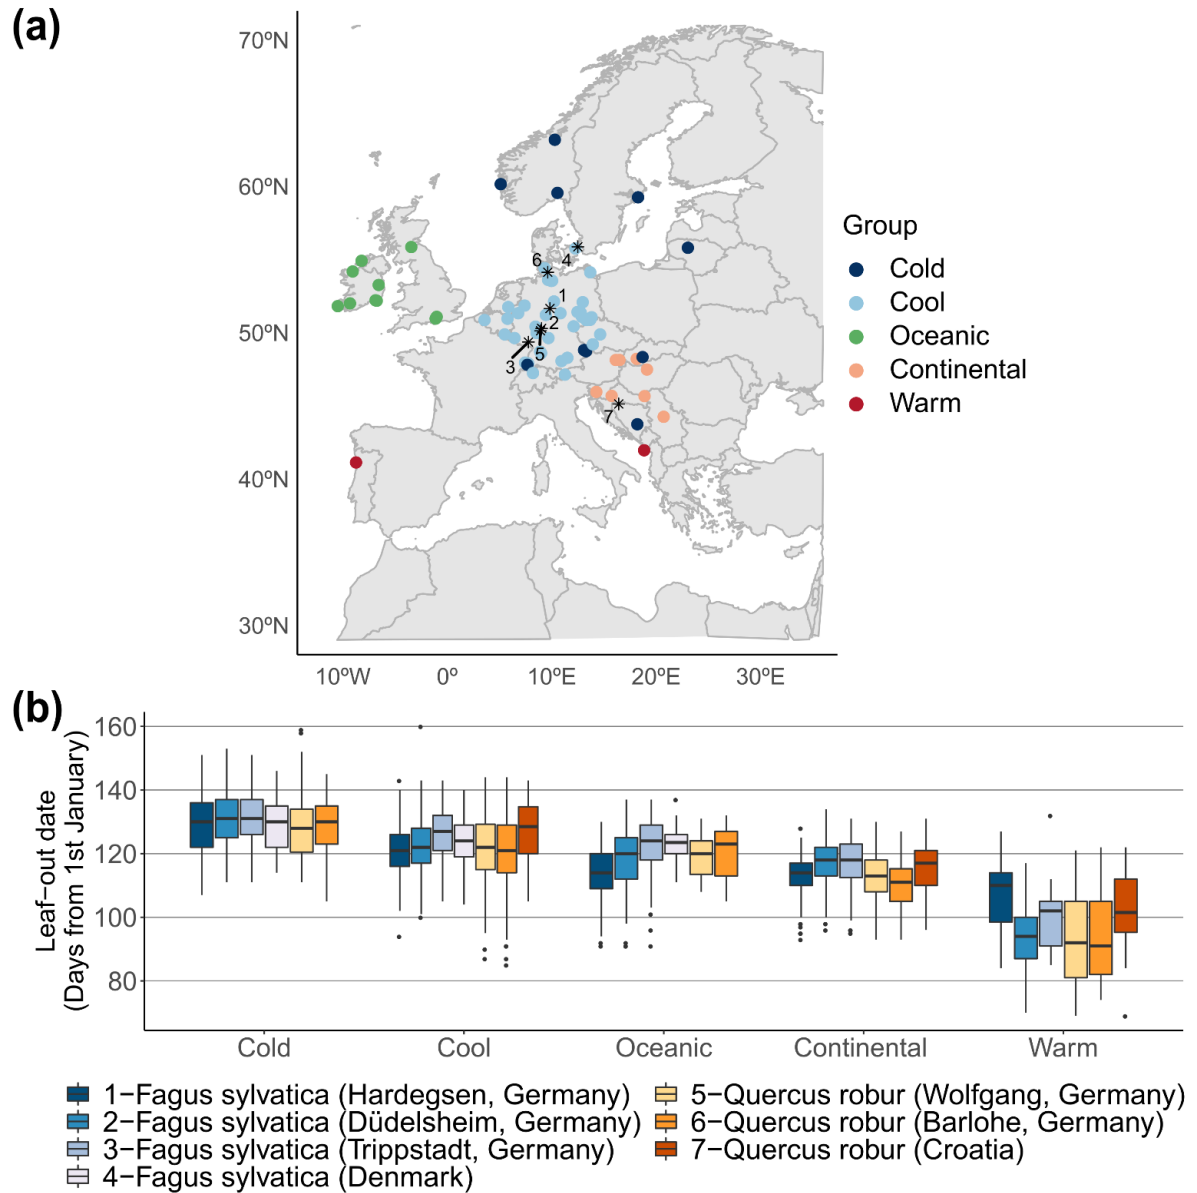 (a)
70ºN
60ºN
50ºN
40ºN
30ºN
10ºW 0º 10ºE 20ºE 30ºE
6
4
1
2
5
3
7
Group
Cold
Cool
Oceanic
Continental
Warm
(b)
Leaf−out date
(Days from 1st January)
160
140
120
100
80
Cold Cool Oceanic Continental Warm
1−Fagus sylvatica (Hardegsen, Germany)
2−Fagus sylvatica (Düdelsheim, Germany)
3−Fagus sylvatica (Trippstadt, Germany)
4−Fagus sylvatica (Denmark)
5−Quercus robur (Wolfgang, Germany)
6−Quercus robur (Barlohe, Germany)
7−Quercus robur (Croatia)